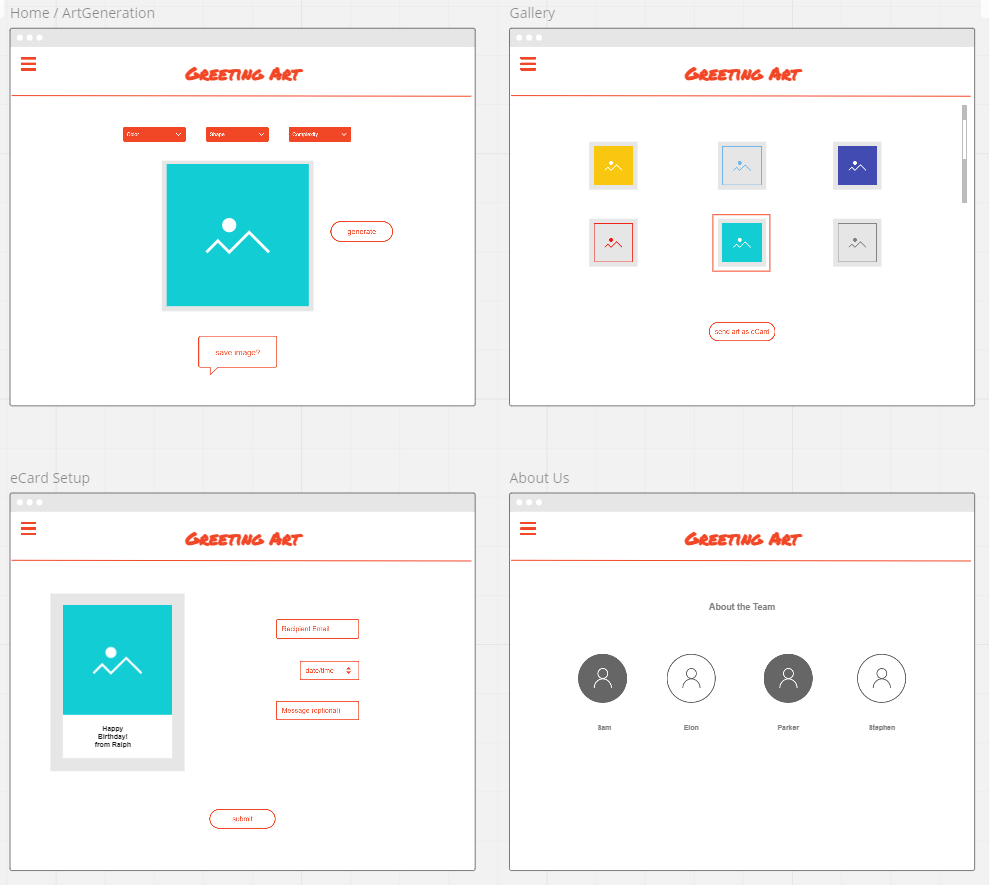 Home / ArtGeneration
Greeting Art
Color
Shape
Complexity
generate
save image?
Gallery
Greeting Art
send art as eCard
eCard Setup
Greeting Art
Happy
Birthday!
from Ralph
Recipient Email
date/time
Message (optional)
submit
About Us
Greeting Art
About the Team
Sam
Elon
Parker
Stephen